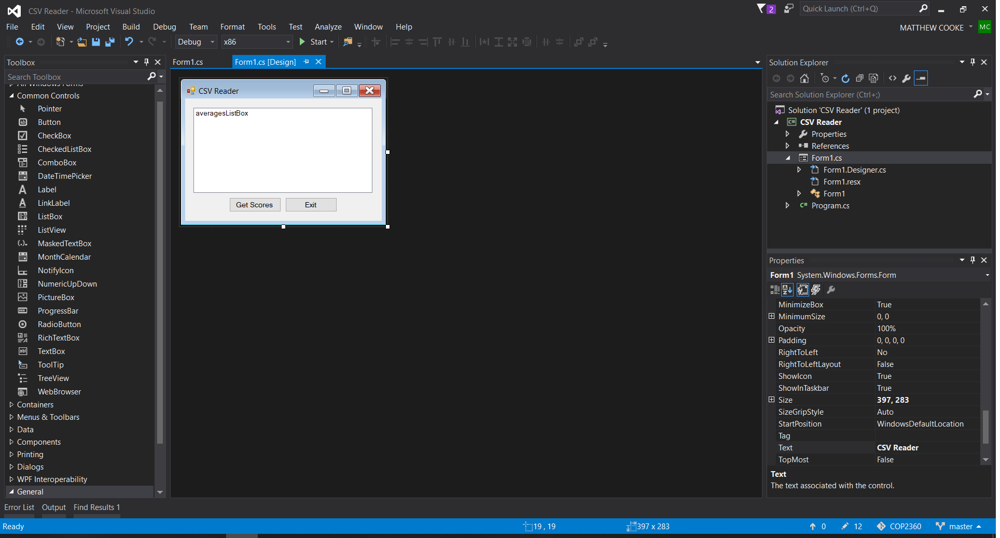 CSV Reader - Microsoft Visual Studio
2
Quick Launch (Ctrl+Q)
File Edit View Project Build Debug Team Format Tools Test Analyze Window Help
MATTHEW COOKE MC
Debug x86 Start
Toolbox
Search Toolbox
All Windows Forms
Common Controls
Pointer
Button
CheckBox
CheckedListBox
ComboBox
DateTimePicker
Label
LinkLabel
ListBox
ListView
MaskedTextBox
MonthCalendar
NotifyIcon
NumericUpDown
PictureBox
ProgressBar
RadioButton
RichTextBox
TextBox
ToolTip
TreeView
WebBrowser
Containers
Menus & Toolbars
Data
Components
Printing
Dialogs
WPF Interoperability
General
Form1.cs Form1.cs [Design]
CSV Reader
averagesListBox
Get Scores Exit
Solution Explorer
Search Solution Explorer (Ctrl+;)
Solution 'CSV Reader' (1 project)
CSV Reader
Properties
References
Form1.cs
Form1.Designer.cs
Form1.resx
Form1
Program.cs
Properties
Form1 System.Windows.Forms.Form
MinimizeBox True
MinimumSize 0, 0
Opacity 100%
Padding 0, 0, 0, 0
RightToLeft No
RightToLeftLayout False
ShowIcon True
ShowInTaskbar True
Size 397, 283
SizeGripStyle Auto
StartPosition WindowsDefaultLocation
Tag
Text CSV Reader
TopMost False
Text
The text associated with the control.
Error List Output Find Results 1
Ready 19 , 19 397 x 283 0 12 COP2360 master